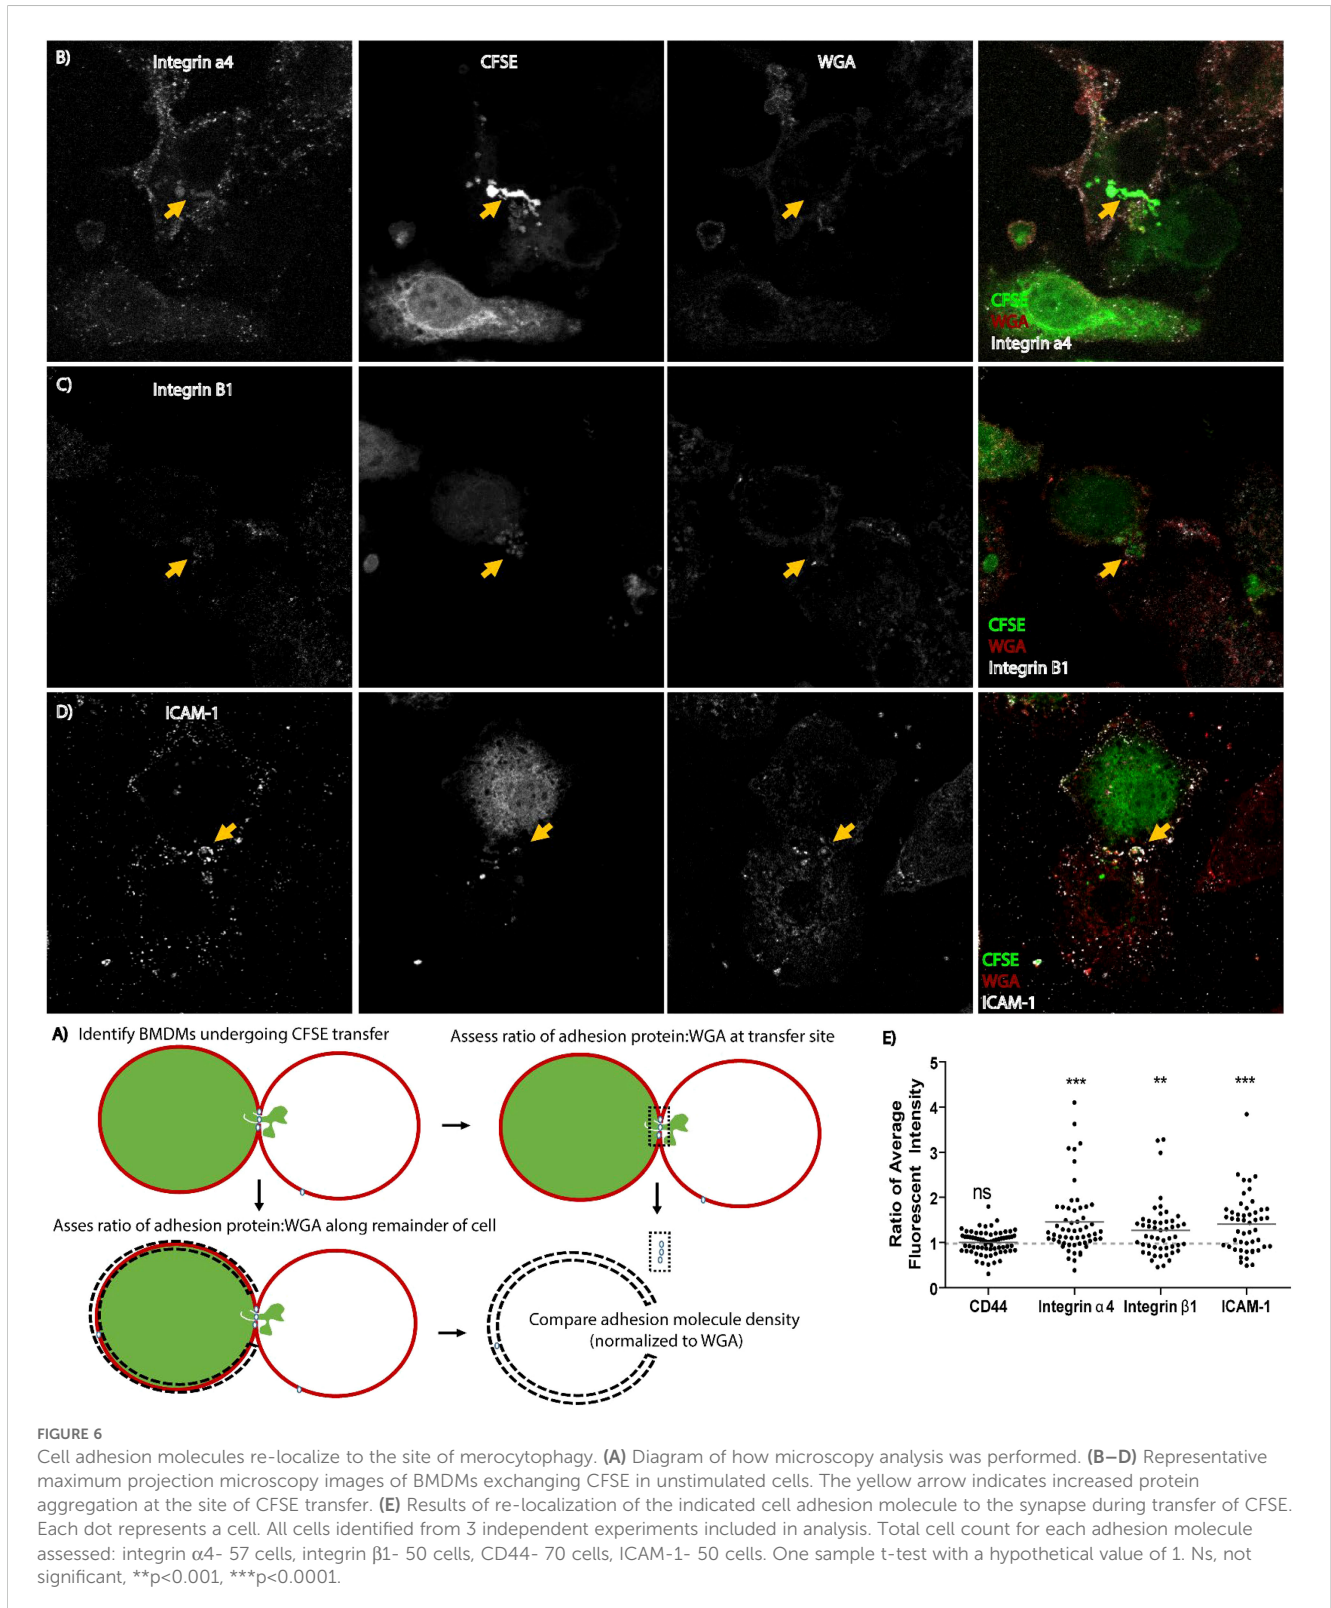 B)
Integrin a4
CFSE
WGA
CFSE
WGA
Integrin a4
C)
Integrin B1
CFSE
WGA
Integrin B1
D)
ICAM-1
CFSE
WGA
ICAM-1
A) Identify BMDMs undergoing CFSE transfer
Assess ratio of adhesion protein:WGA at transfer site
Asses ratio of adhesion protein:WGA along remainder of cell
Compare adhesion molecule density
(normalized to WGA)
E)
Ratio of Average
Fluorescent Intensity
5
4
3
2
1
0
ns
***
**
***
CD44
Integrin α4
Integrin β1
ICAM-1
FIGURE 6
Cell adhesion molecules re-localize to the site of merocytophagy. (A) Diagram of how microscopy analysis was performed. (B–D) Representative
maximum projection microscopy images of BMDMs exchanging CFSE in unstimulated cells. The yellow arrow indicates increased protein
aggregation at the site of CFSE transfer. (E) Results of re-localization of the indicated cell adhesion molecule to the synapse during transfer of CFSE.
Each dot represents a cell. All cells identified from 3 independent experiments included in analysis. Total cell count for each adhesion molecule
assessed: integrin α4- 57 cells, integrin β1- 50 cells, CD44- 70 cells, ICAM-1- 50 cells. One sample t-test with a hypothetical value of 1. Ns, not
significant, **p<0.001, ***p<0.0001.